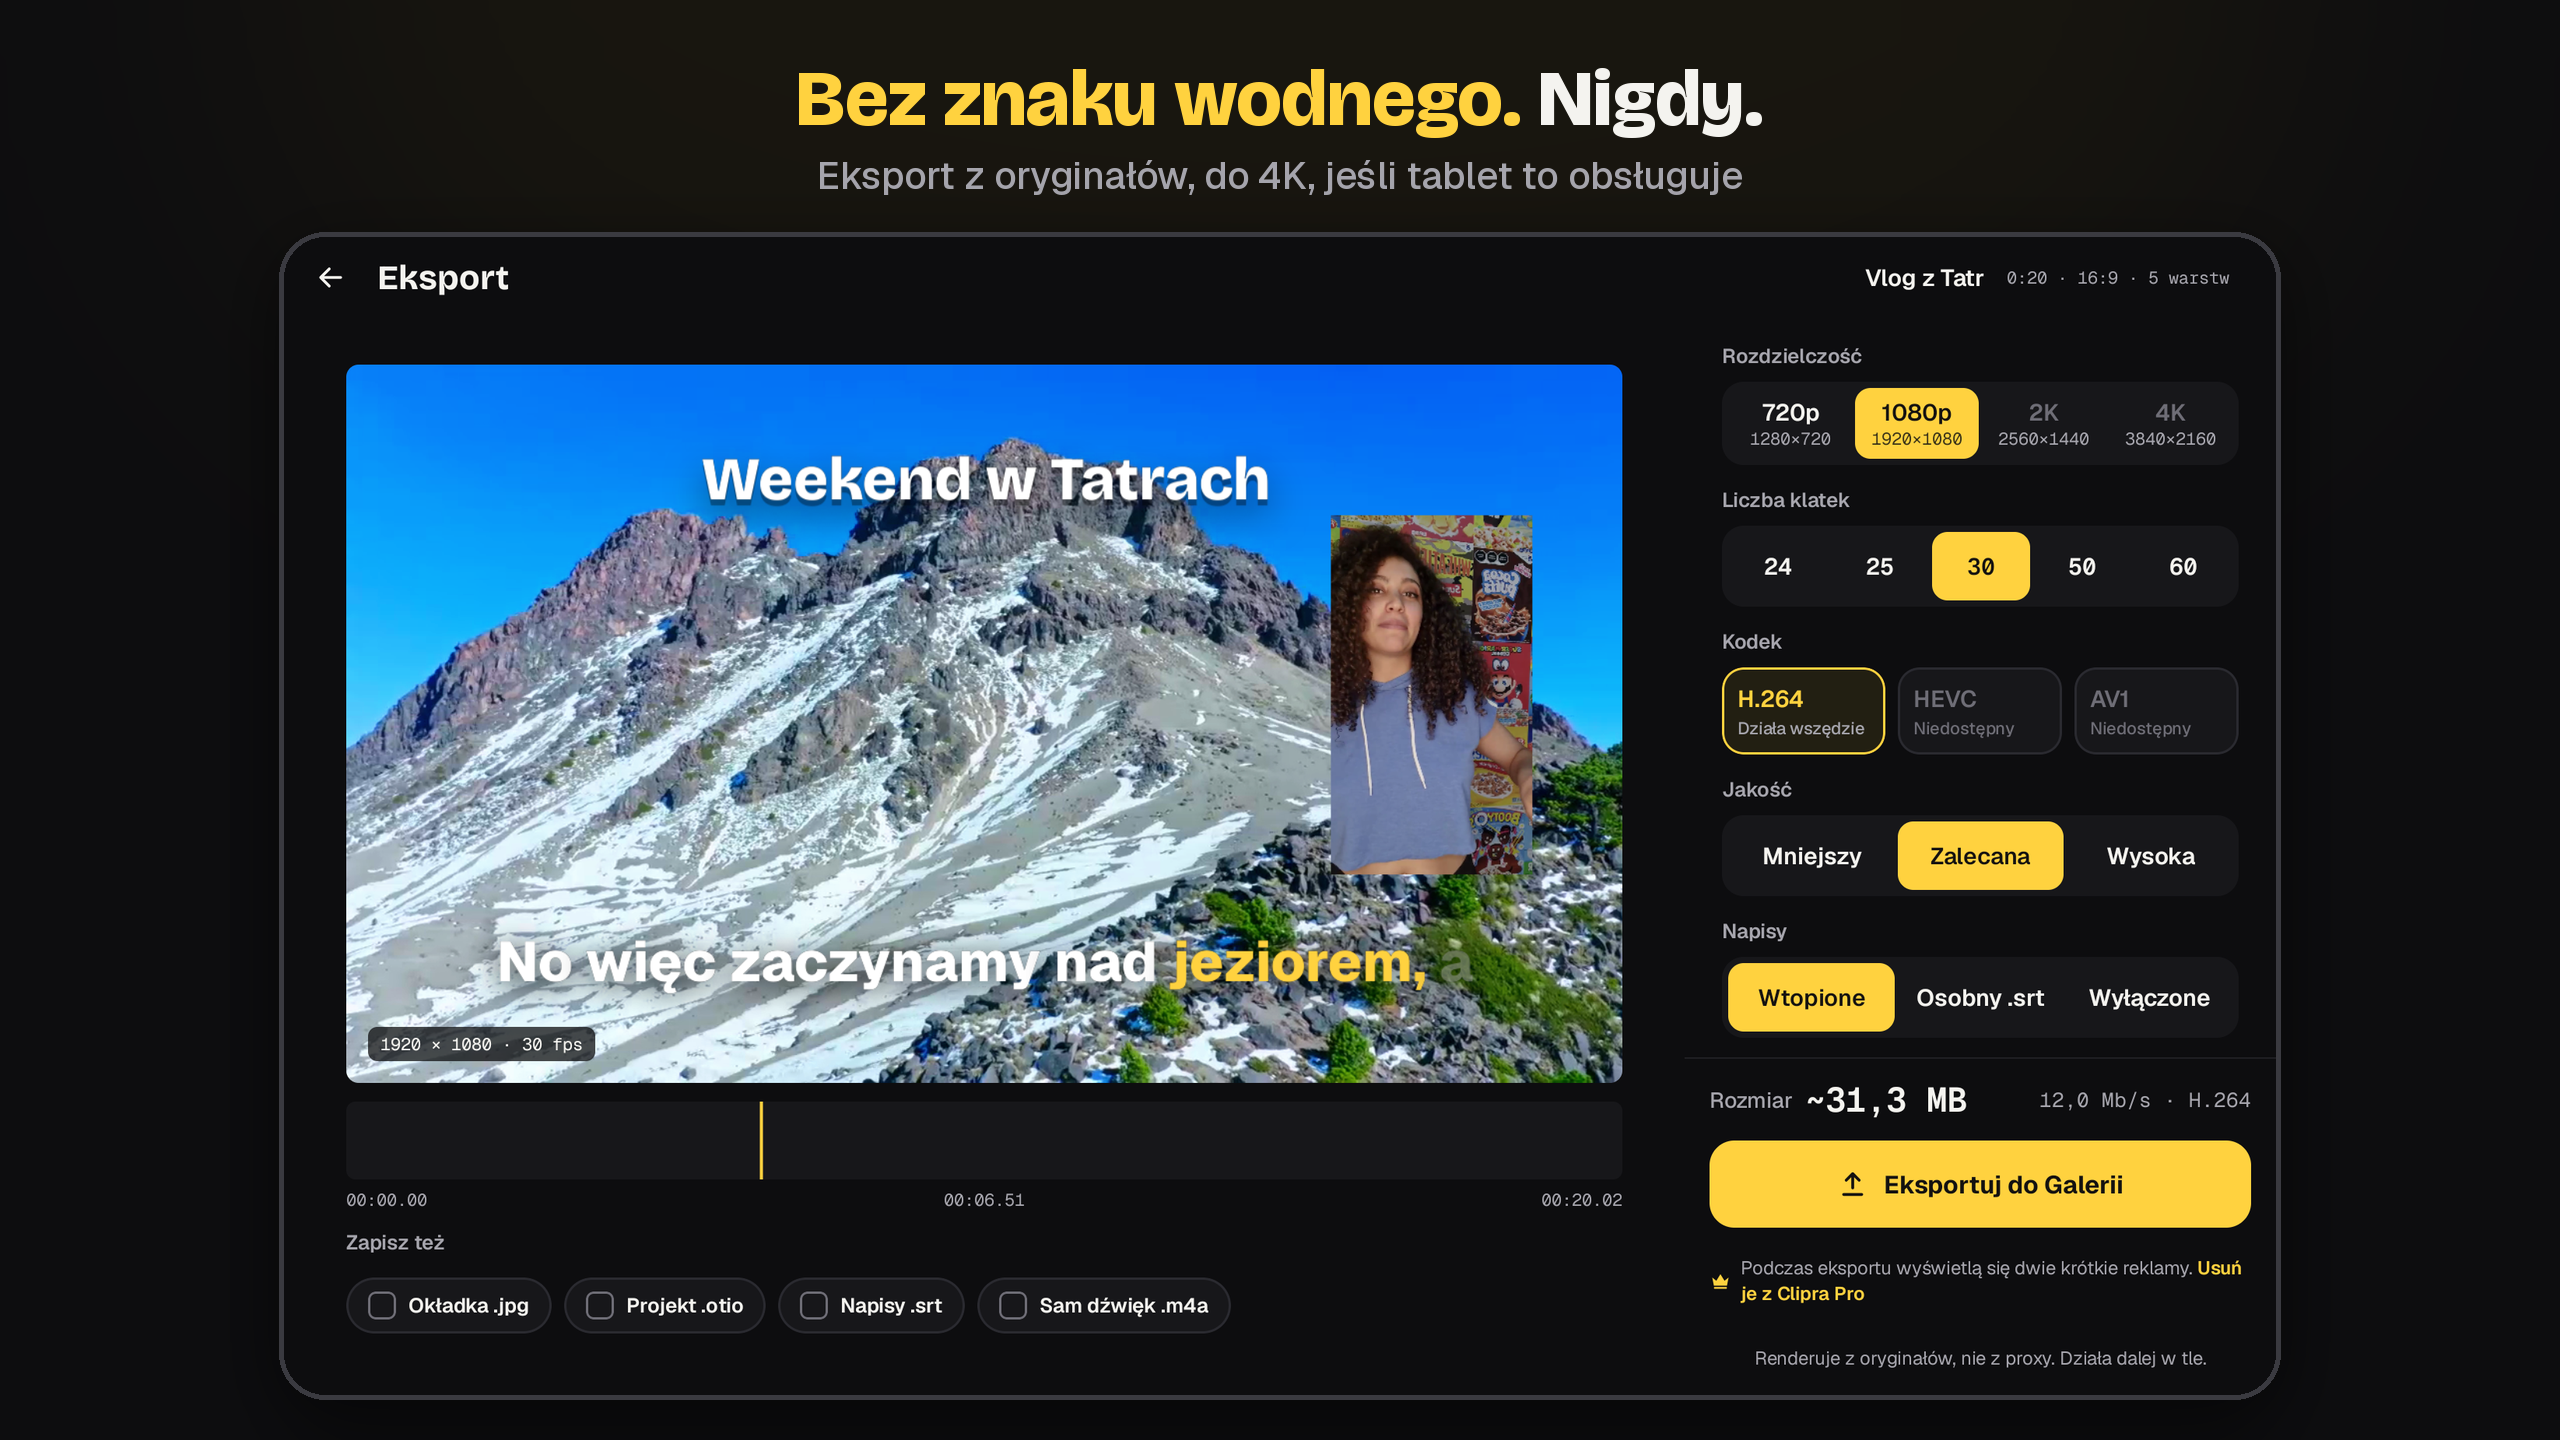 Bez znaku wodnego. Nigdy.
Eksport z oryginałów, do 4K, jeśli tablet to obsługuje
Eksport
Vlog z Tatr 0:20 · 16:9 · 5 warstw
Weekend w Tatrach
No więc zaczynamy nad jeziorem, a
1920 × 1080 · 30 fps
00:00.00 00:06.51 00:20.02
Zapisz też
Okładka .jpg Projekt .otio Napisy .srt Sam dźwięk .m4a
Rozdzielczość
720p 1080p 2K 4K
1280×720 1920×1080 2560×1440 3840×2160
Liczba klatek
24 25 30 50 60
Kodek
H.264 HEVC AV1
Działa wszędzie Niedostępny Niedostępny
Jakość
Mniejszy Zalecana Wysoka
Napisy
Wtopione Osobny .srt Wyłączone
Rozmiar ~31,3 MB 12,0 Mb/s · H.264
Eksportuj do Galerii
Podczas eksportu wyświetlą się dwie krótkie reklamy. Usuń
je z Clipra Pro
Renderuje z oryginałów, nie z proxy. Działa dalej w tle.